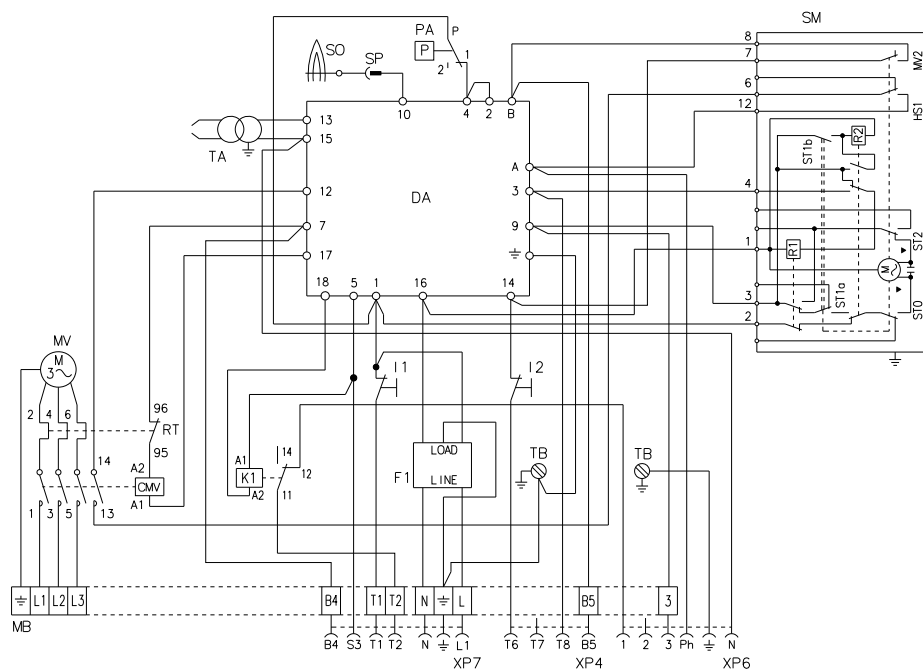 SM
PA
P
8
SO
P
1
7
MV2
SP
2'
6
10
4
2
B
12
HS1
13
15
TA
ST1b
R2
A
12
DA
3
4
7
9
ST2
17
1
R1
M
18
5
1
16
14
3
ST1a
2
ST0
MV
M
3
I1
I2
2
4
6
96
RT
95
14
A2
CMV
A1
A1
K1
A2
14
12
11
LOAD
F1
LINE
TB
TB
1
3
5
13
L1
L2
L3
B4
T1
T2
N
L
B5
3
MB
B4
S3
T1
T2
N
L1
T6
T7
T8
B5
1
2
3
Ph
N
XP7
XP4
XP6